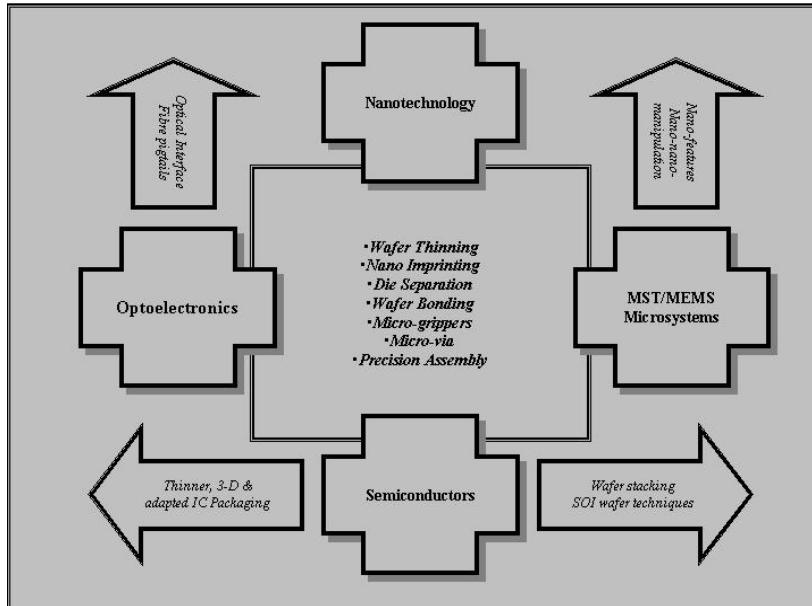 Nanotechnology
Optical Interface
Fibre pigtails
Nano-features
Nano-nano-
manipulation
•Wafer Thinning
•Nano Imprinting
•Die Separation
•Wafer Bonding
•Micro-grippers
•Micro-via
•Precision Assembly
Optoelectronics
MST/MEMS
Microsystems
Thinner, 3-D &
adapted IC Packaging
Semiconductors
Wafer stacking
SOI wafer techniques